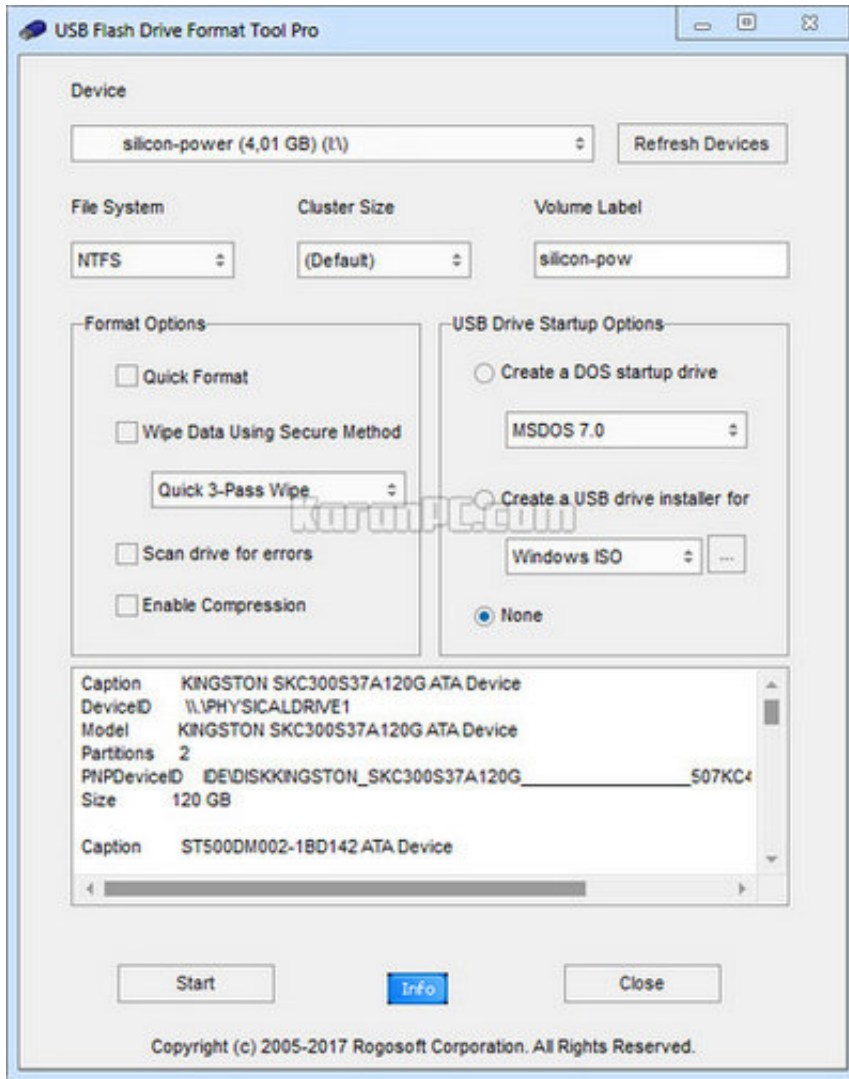 USB Flash Drive Format Tool Pro
Device
silicon-power (4,01 GB) (I:\)
Refresh Devices
File System
Cluster Size
Volume Label
NTFS
(Default)
silicon-pow
Format Options
Quick Format
Wipe Data Using Secure Method
Quick 3-Pass Wipe
Scan drive for errors
Enable Compression
USB Drive Startup Options
Create a DOS startup drive
MSDOS 7.0
Create a USB drive installer for
Windows ISO
...
None
KaranPC.com
Caption KINGSTON SKC300S37A120G ATA Device
DeviceID \\.\PHYSICALDRIVE1
Model KINGSTON SKC300S37A120G ATA Device
Partitions 2
PNPDeviceID IDE\DISKKINGSTON_SKC300S37A120G____________________507KC4
Size 120 GB
Caption ST500DM002-1BD142 ATA Device
Start
Info
Close
Copyright (c) 2005-2017 Rogosoft Corporation. All Rights Reserved.